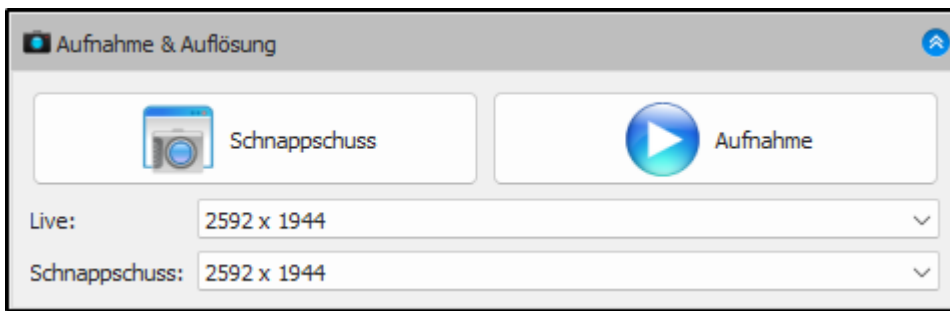 Aufnahme & Auflösung
Schnappschuss
Aufnahme
Live:
2592 x 1944
Schnappschuss:
2592 x 1944